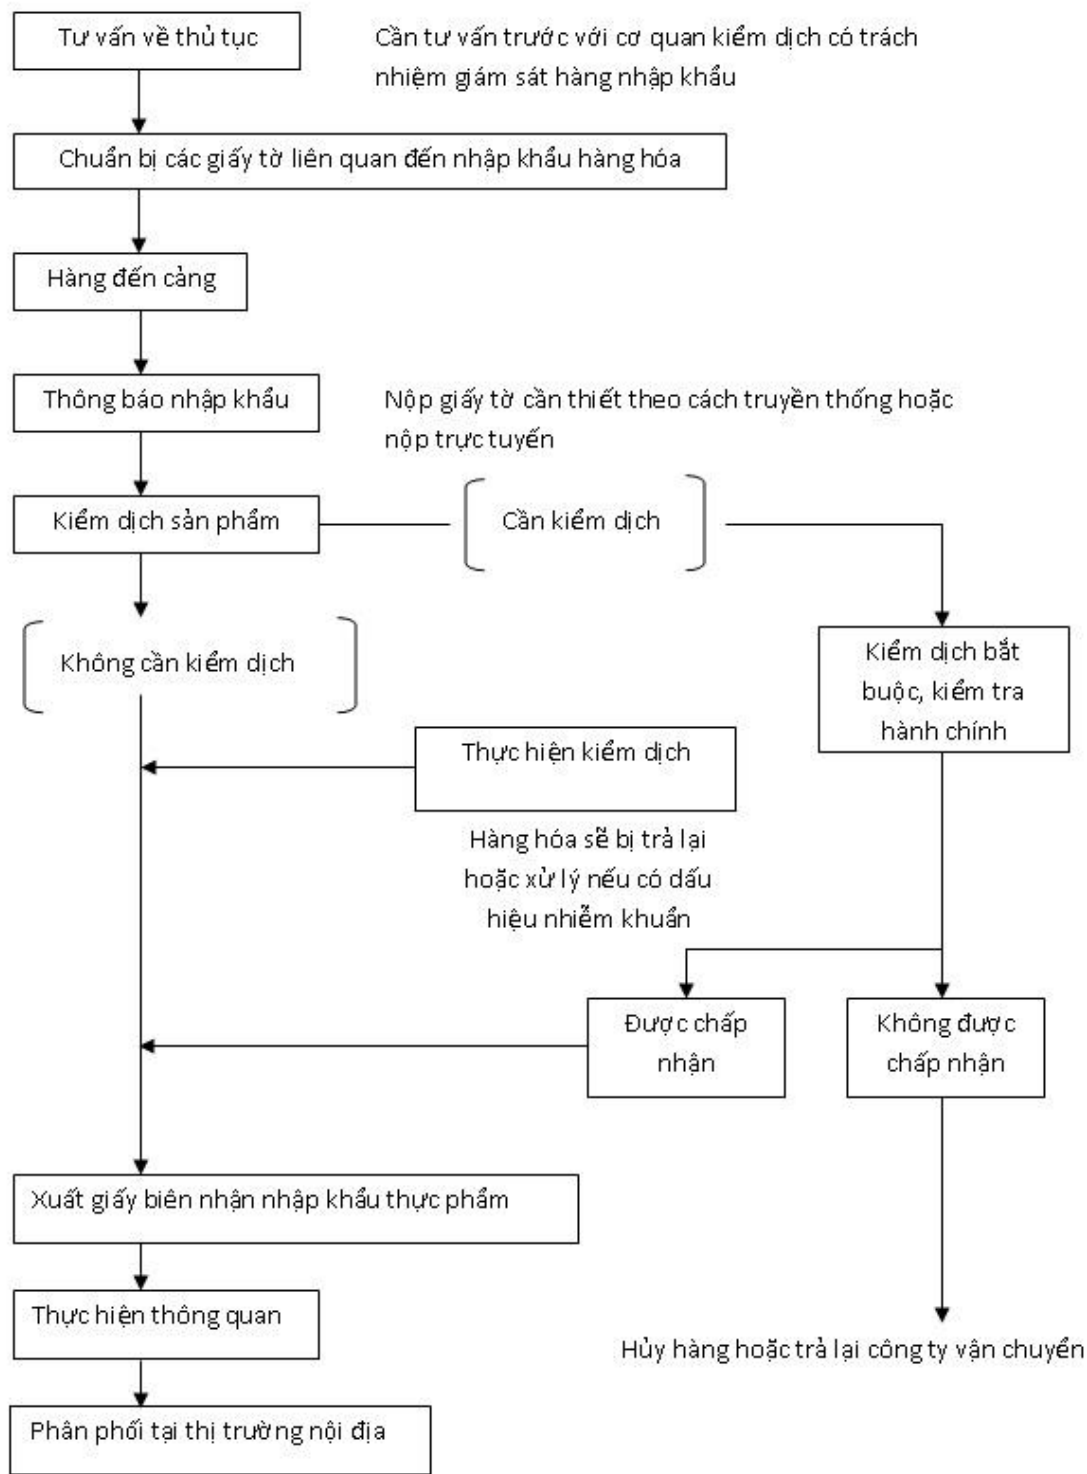 Tư vấn về thủ tục
Cần tư vấn trước với cơ quan kiểm dịch có trách
nhiệm giám sát hàng nhập khẩu
Chuẩn bị các giấy tờ liên quan đến nhập khẩu hàng hóa
Hàng đến cảng
Thông báo nhập khẩu
Nộp giấy tờ cần thiết theo cách truyền thống hoặc
nộp trực tuyến
Kiểm dịch sản phẩm
Cần kiểm dịch
Không cần kiểm dịch
Kiểm dịch bắt
buộc, kiểm tra
hành chính
Thực hiện kiểm dịch
Hàng hóa sẽ bị trả lại
hoặc xử lý nếu có dấu
hiệu nhiễm khuẩn
Được chấp
nhận
Không được
chấp nhận
Xuất giấy biên nhận nhập khẩu thực phẩm
Thực hiện thông quan
Hủy hàng hoặc trả lại công ty vận chuyển
Phân phối tại thị trường nội địa